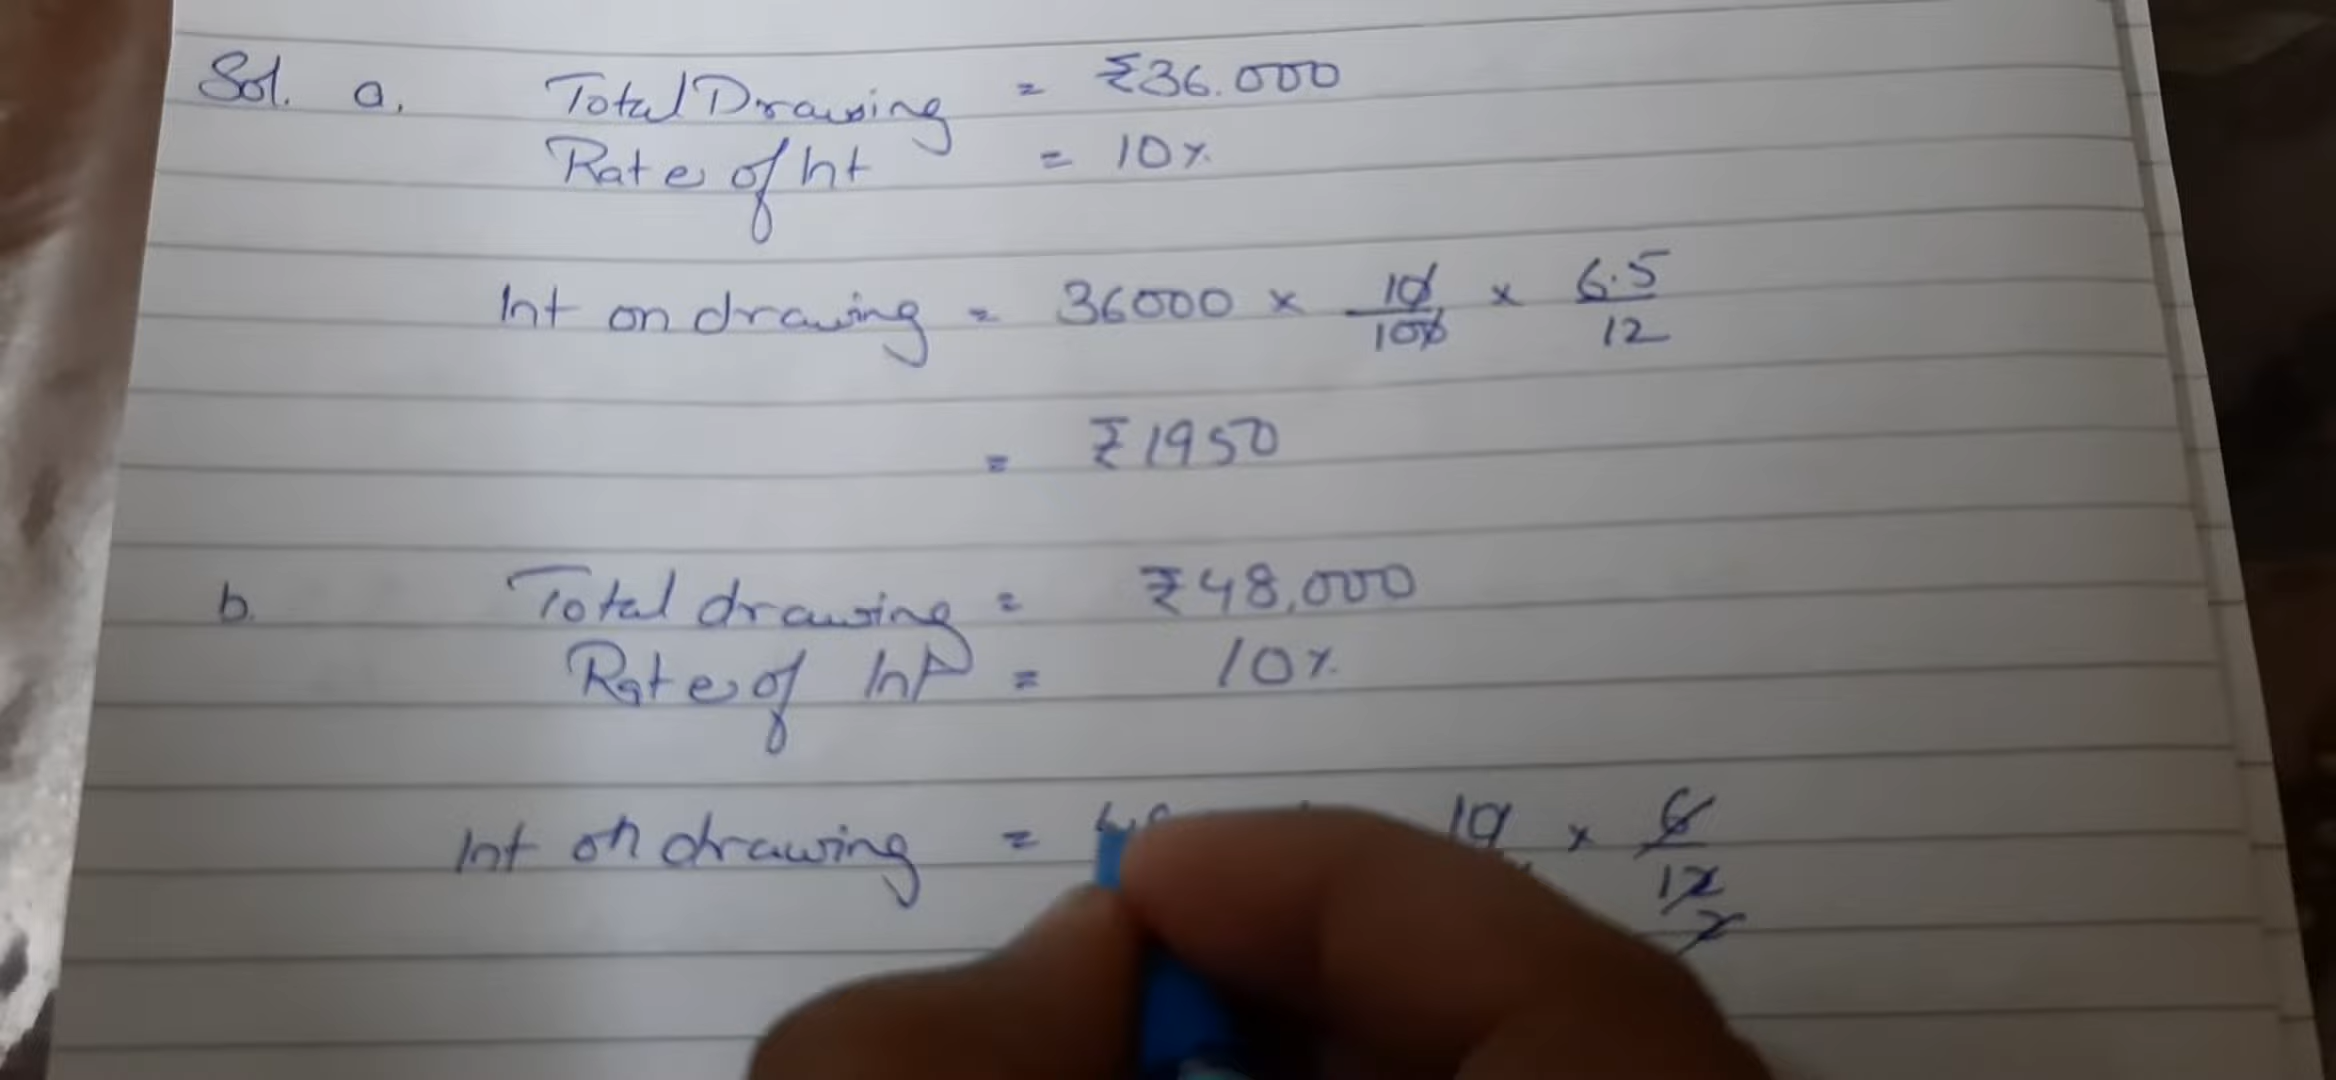 Sol. a. Total Drawing = ₹36.000
Rate of Int = 10%
Int on drawing = 36000 × 10/100 × 6.5/12
= ₹1950
b. Total drawing = ₹48,000
Rate of Int = 10%
Int on drawing = 10 × 6/12
2